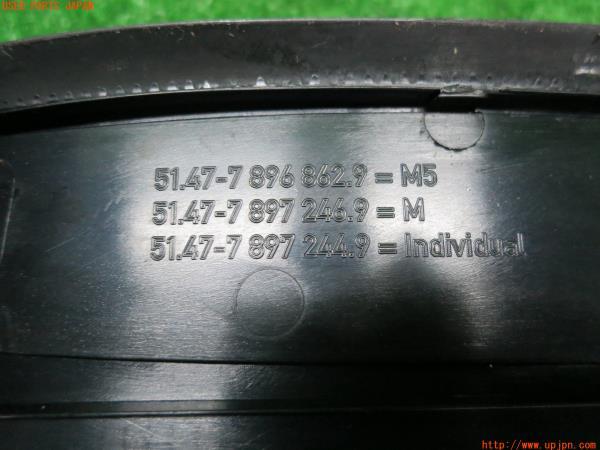 USED PARTS JAPAN
51.47-7 896 862.9 = M5
51.47-7 897 246.9 = M
51.47-7 897 244.9 = Individual
http://www.upjpn.com/